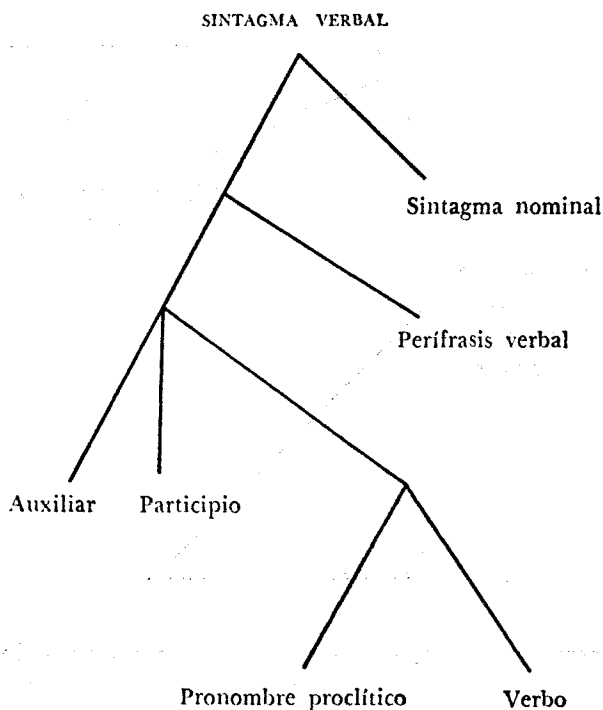 SINTAGMA VERBAL
Sintagma nominal
Perífrasis verbal
Auxiliar Participio
Pronombre proclítico Verbo